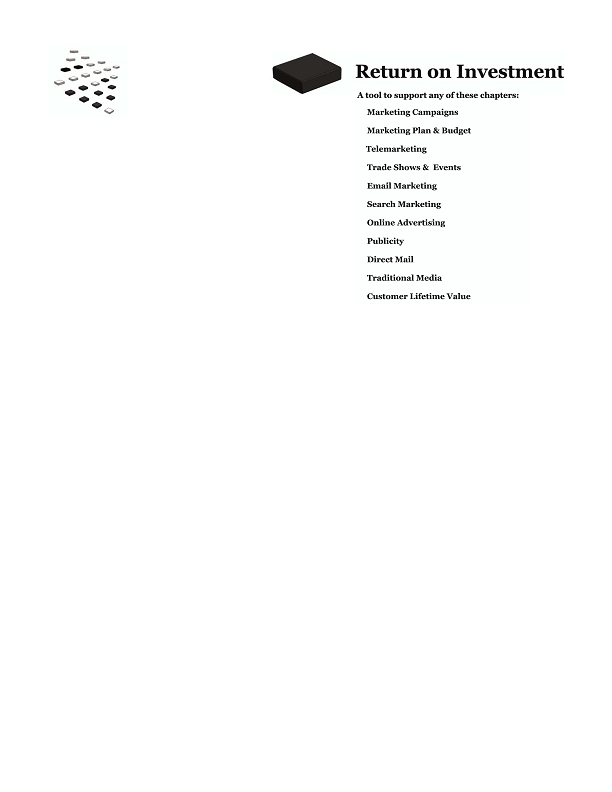 Return on Investment
A tool to support any of these chapters:
Marketing Campaigns
Marketing Plan & Budget
Telemarketing
Trade Shows & Events
Email Marketing
Search Marketing
Online Advertising
Publicity
Direct Mail
Traditional Media
Customer Lifetime Value